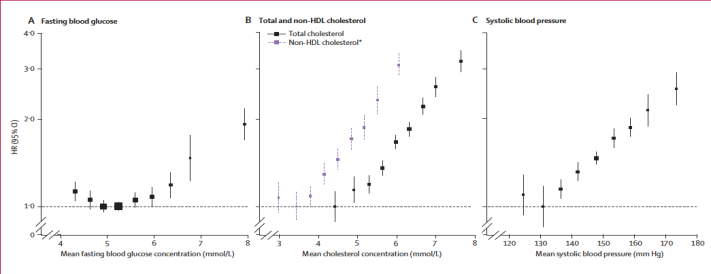 A Fasting blood glucose
B Total and non-HDL cholesterol
C Systolic blood pressure
Total cholesterol
Non-HDL cholesterol*
HR (95% CI)
4·0
3·0
2·0
1·0
0
4 5 6 7 8
Mean fasting blood glucose concentration (mmol/L)
3 4 5 6 7 8
Mean cholesterol concentration (mmol/L)
120 130 140 150 160 170 180
Mean systolic blood pressure (mm Hg)